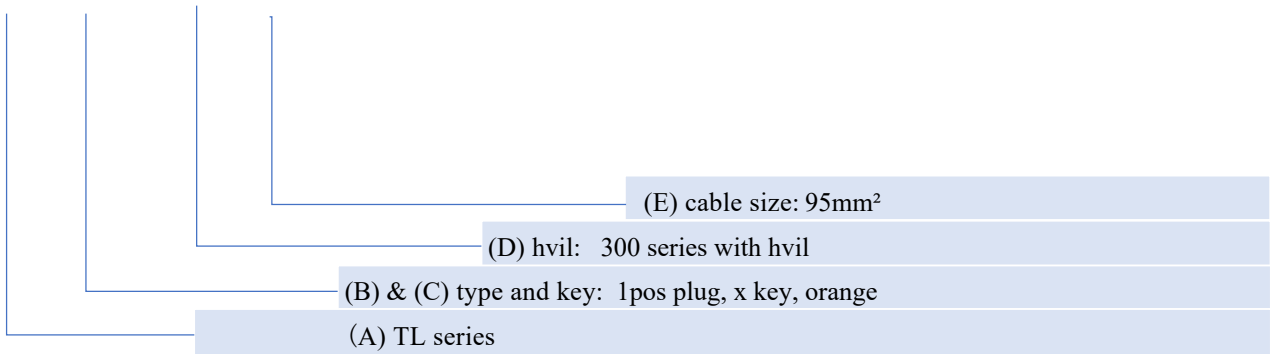 (E) cable size: 95mm²
(D) hvil:   300 series with hvil
(B) & (C) type and key:  1pos plug, x key, orange
（A) TL series